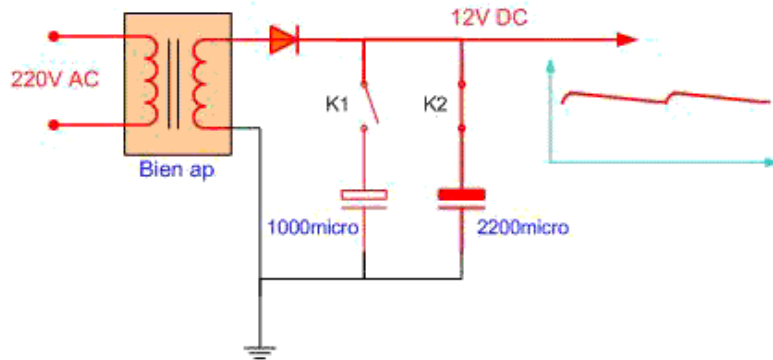 12V DC
220V AC
K1
K2
Bien ap
1000micro
2200micro